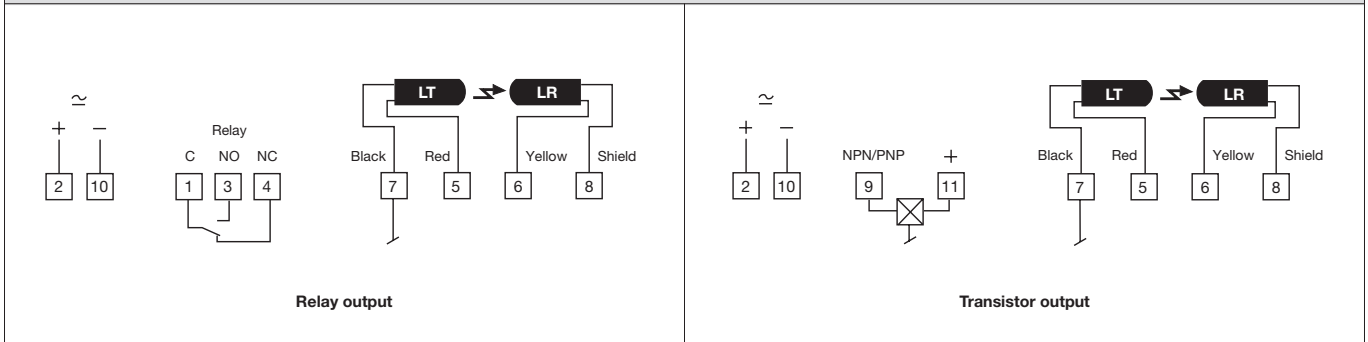 LT LR
≃
+ −
Relay
C NO NC
Black Red Yellow Shield
2 10 1 3 4 7 5 6 8
Relay output
LT LR
≃
+ −
NPN/PNP +
Black Red Yellow Shield
2 10 9 11 7 5 6 8
Transistor output